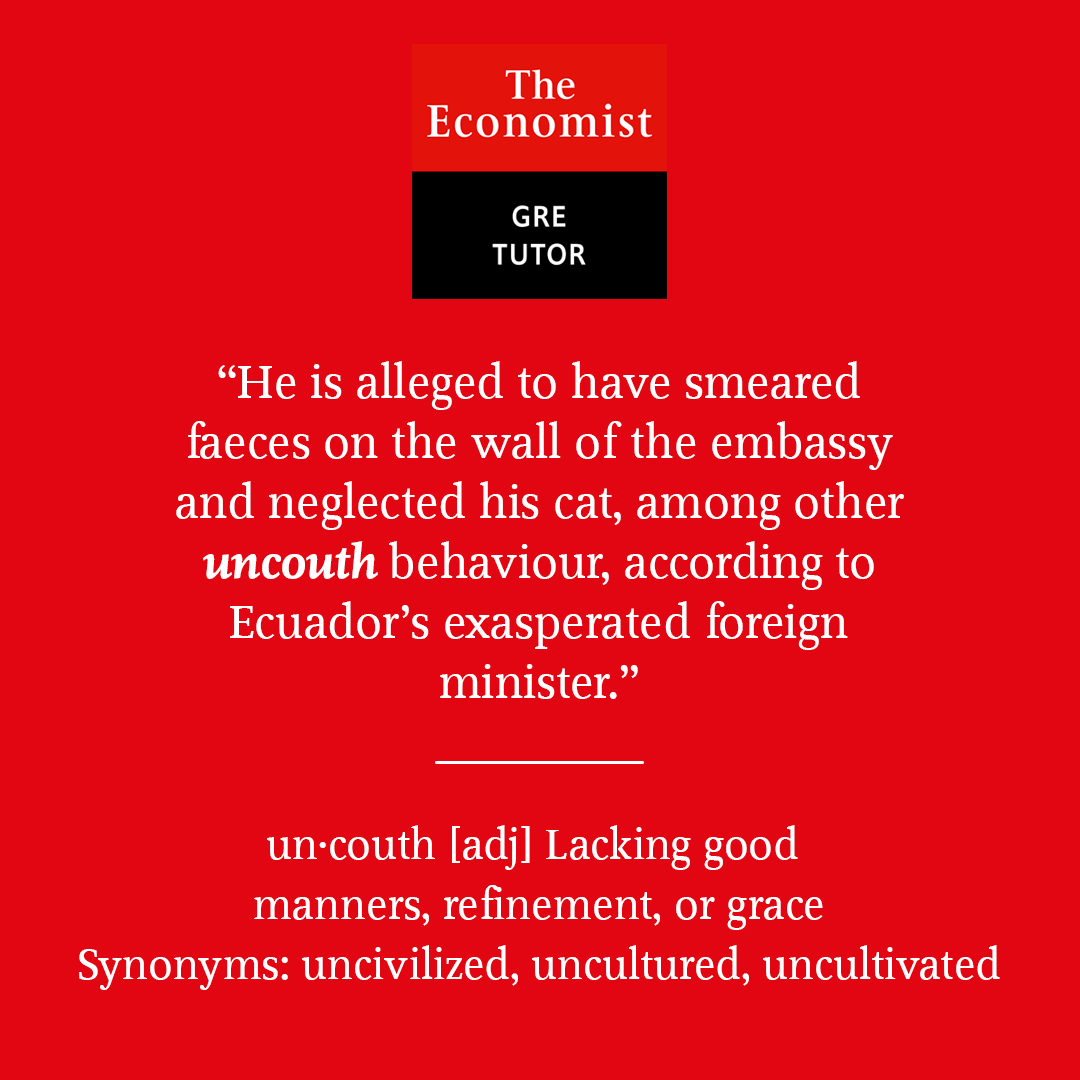 The
Economist
GRE
TUTOR
“He is alleged to have smeared
faeces on the wall of the embassy
and neglected his cat, among other
uncouth behaviour, according to
Ecuador’s exasperated foreign
minister.”
un·couth [adj] Lacking good
manners, refinement, or grace
Synonyms: uncivilized, uncultured, uncultivated